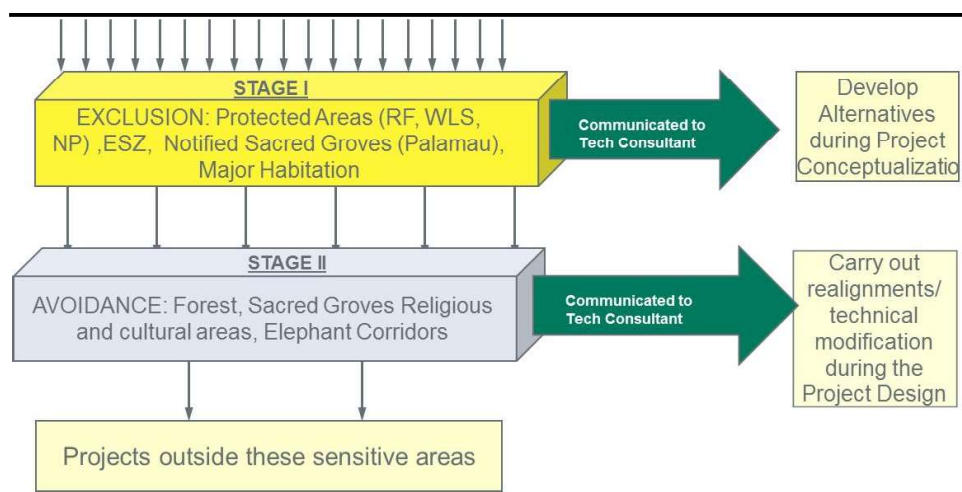 STAGE I
EXCLUSION: Protected Areas (RF, WLS,
NP) ,ESZ, Notified Sacred Groves (Palamau),
Major Habitation
Communicated to
Tech Consultant
Develop
Alternatives
during Project
Conceptualizatio
STAGE II
AVOIDANCE: Forest, Sacred Groves Religious
and cultural areas, Elephant Corridors
Communicated to
Tech Consultant
Carry out
realignments/
technical
modification
during the
Project Design
Projects outside these sensitive areas